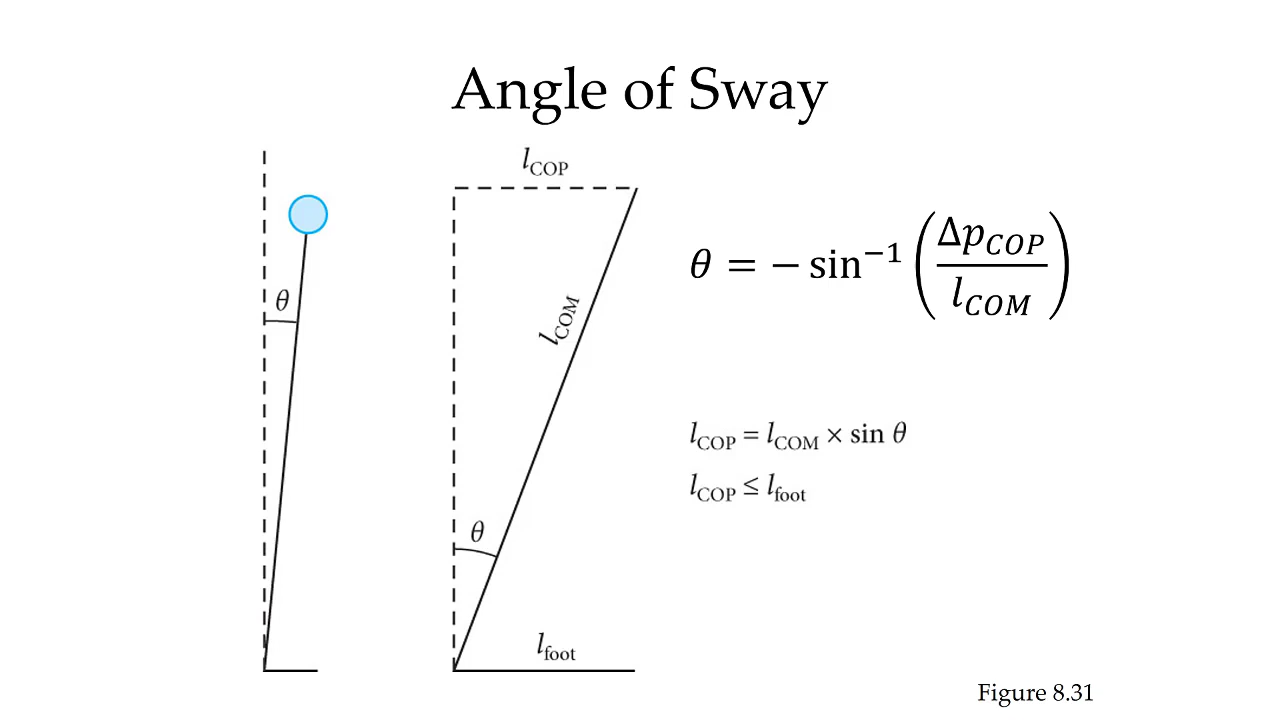 Angle of Sway
l_COP
θ
l_COM
θ
l_foot
θ = − sin⁻¹ (Δp_COP / l_COM)
l_COP = l_COM × sin θ
l_COP ≤ l_foot
Figure 8.31